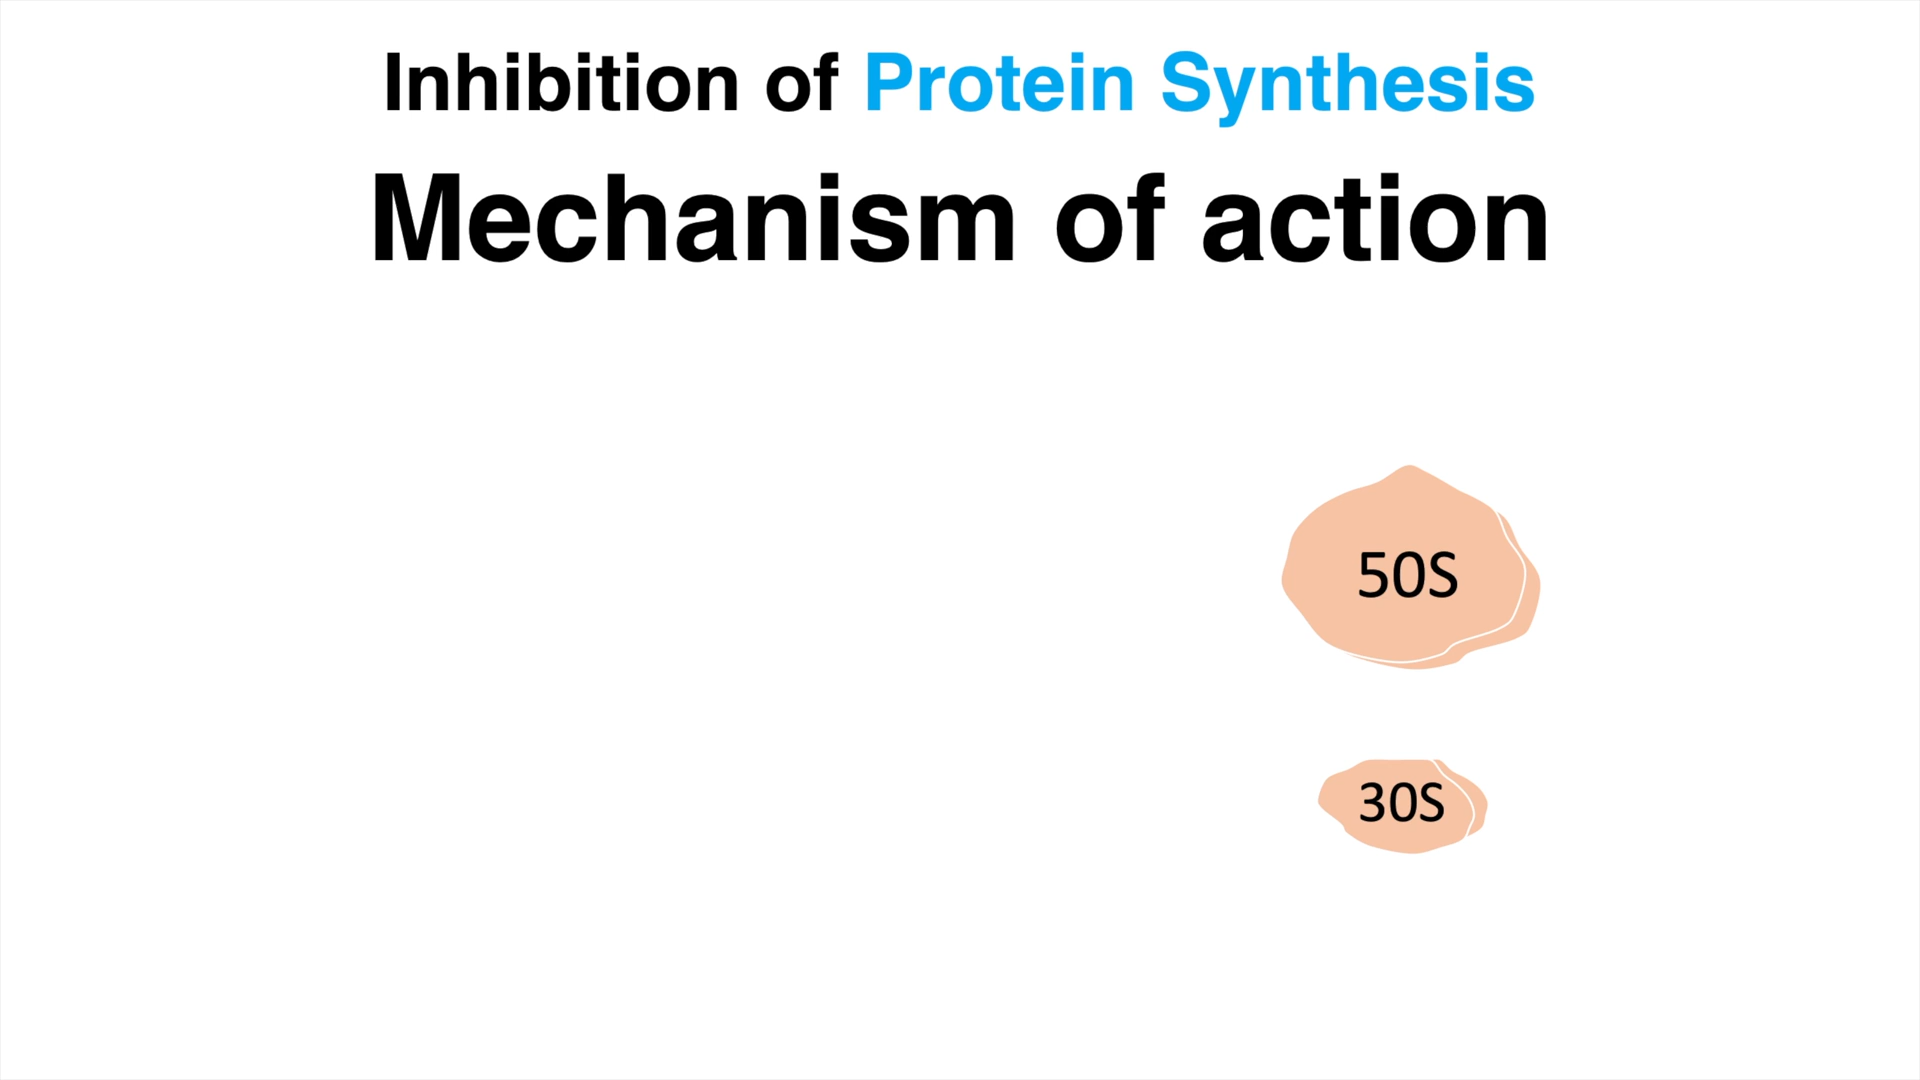 Inhibition of Protein Synthesis
Mechanism of action
50S
30S